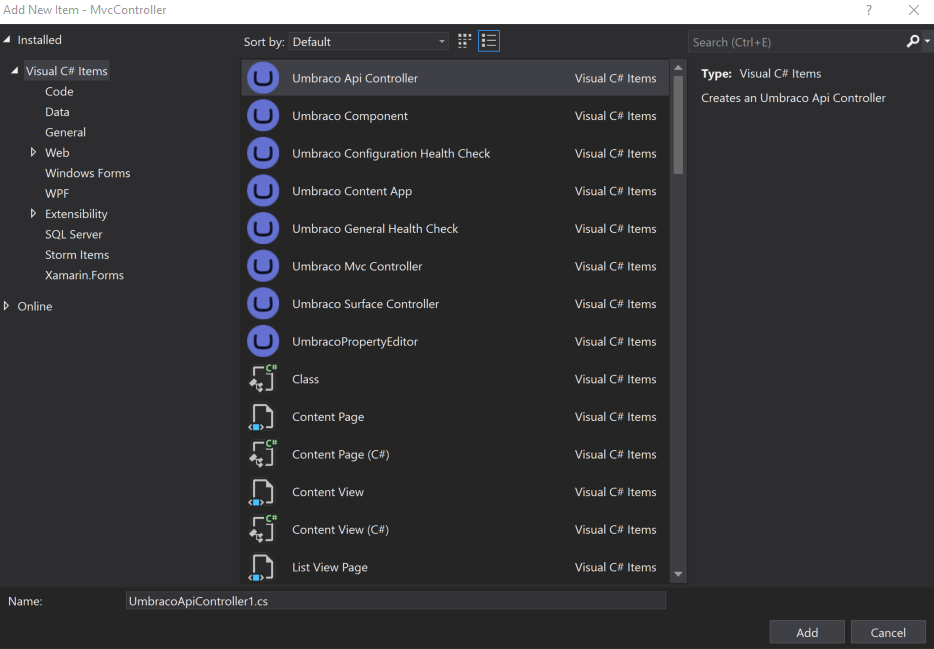 Add New Item - MvcController
?
Installed
Sort by: Default
Search (Ctrl+E)
Visual C# Items
Code
Data
General
Web
Windows Forms
WPF
Extensibility
SQL Server
Storm Items
Xamarin.Forms
Online
Umbraco Api Controller Visual C# Items
Umbraco Component Visual C# Items
Umbraco Configuration Health Check Visual C# Items
Umbraco Content App Visual C# Items
Umbraco General Health Check Visual C# Items
Umbraco Mvc Controller Visual C# Items
Umbraco Surface Controller Visual C# Items
UmbracoPropertyEditor Visual C# Items
C# Class Visual C# Items
Content Page Visual C# Items
C# Content Page (C#) Visual C# Items
Content View Visual C# Items
C# Content View (C#) Visual C# Items
List View Page Visual C# Items
Type: Visual C# Items
Creates an Umbraco Api Controller
Name: UmbracoApiController1.cs
Add Cancel